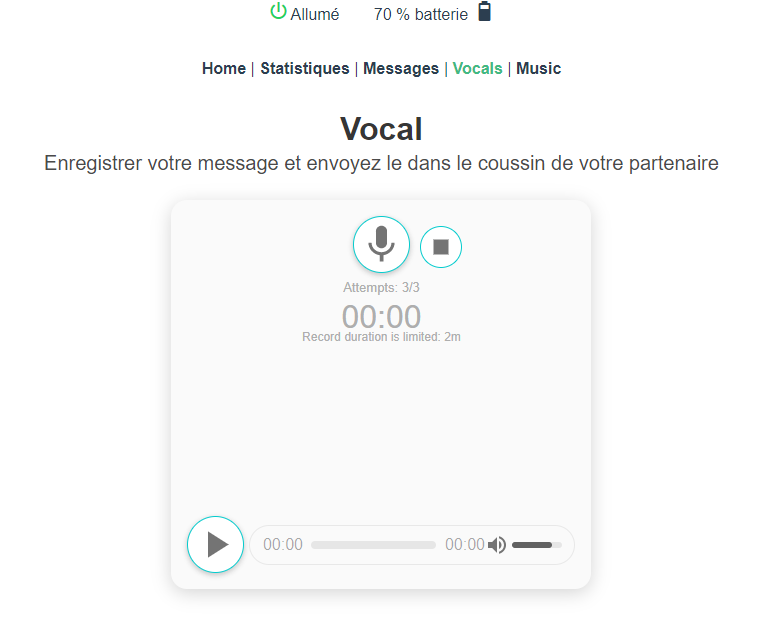 Allumé 70 % batterie
Home | Statistiques | Messages | Vocals | Music
Vocal
Enregistrer votre message et envoyez le dans le coussin de votre partenaire
Attempts: 3/3
00:00
Record duration is limited: 2m
00:00 00:00